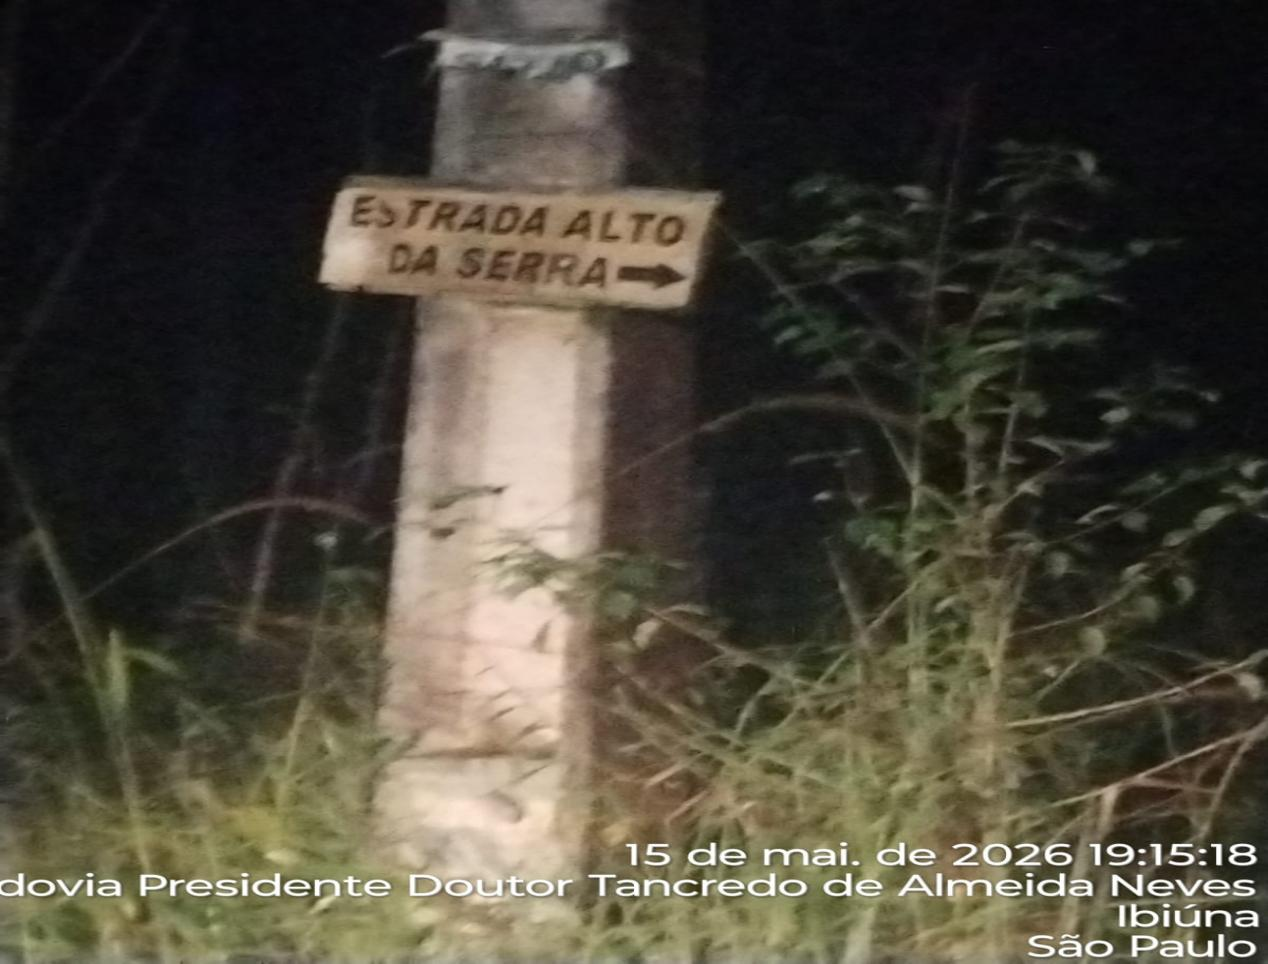 ESTRADA ALTO
DA SERRA
15 de mai. de 2026 19:15:18
dovia Presidente Doutor Tancredo de Almeida Neves
Ibiúna
São Paulo